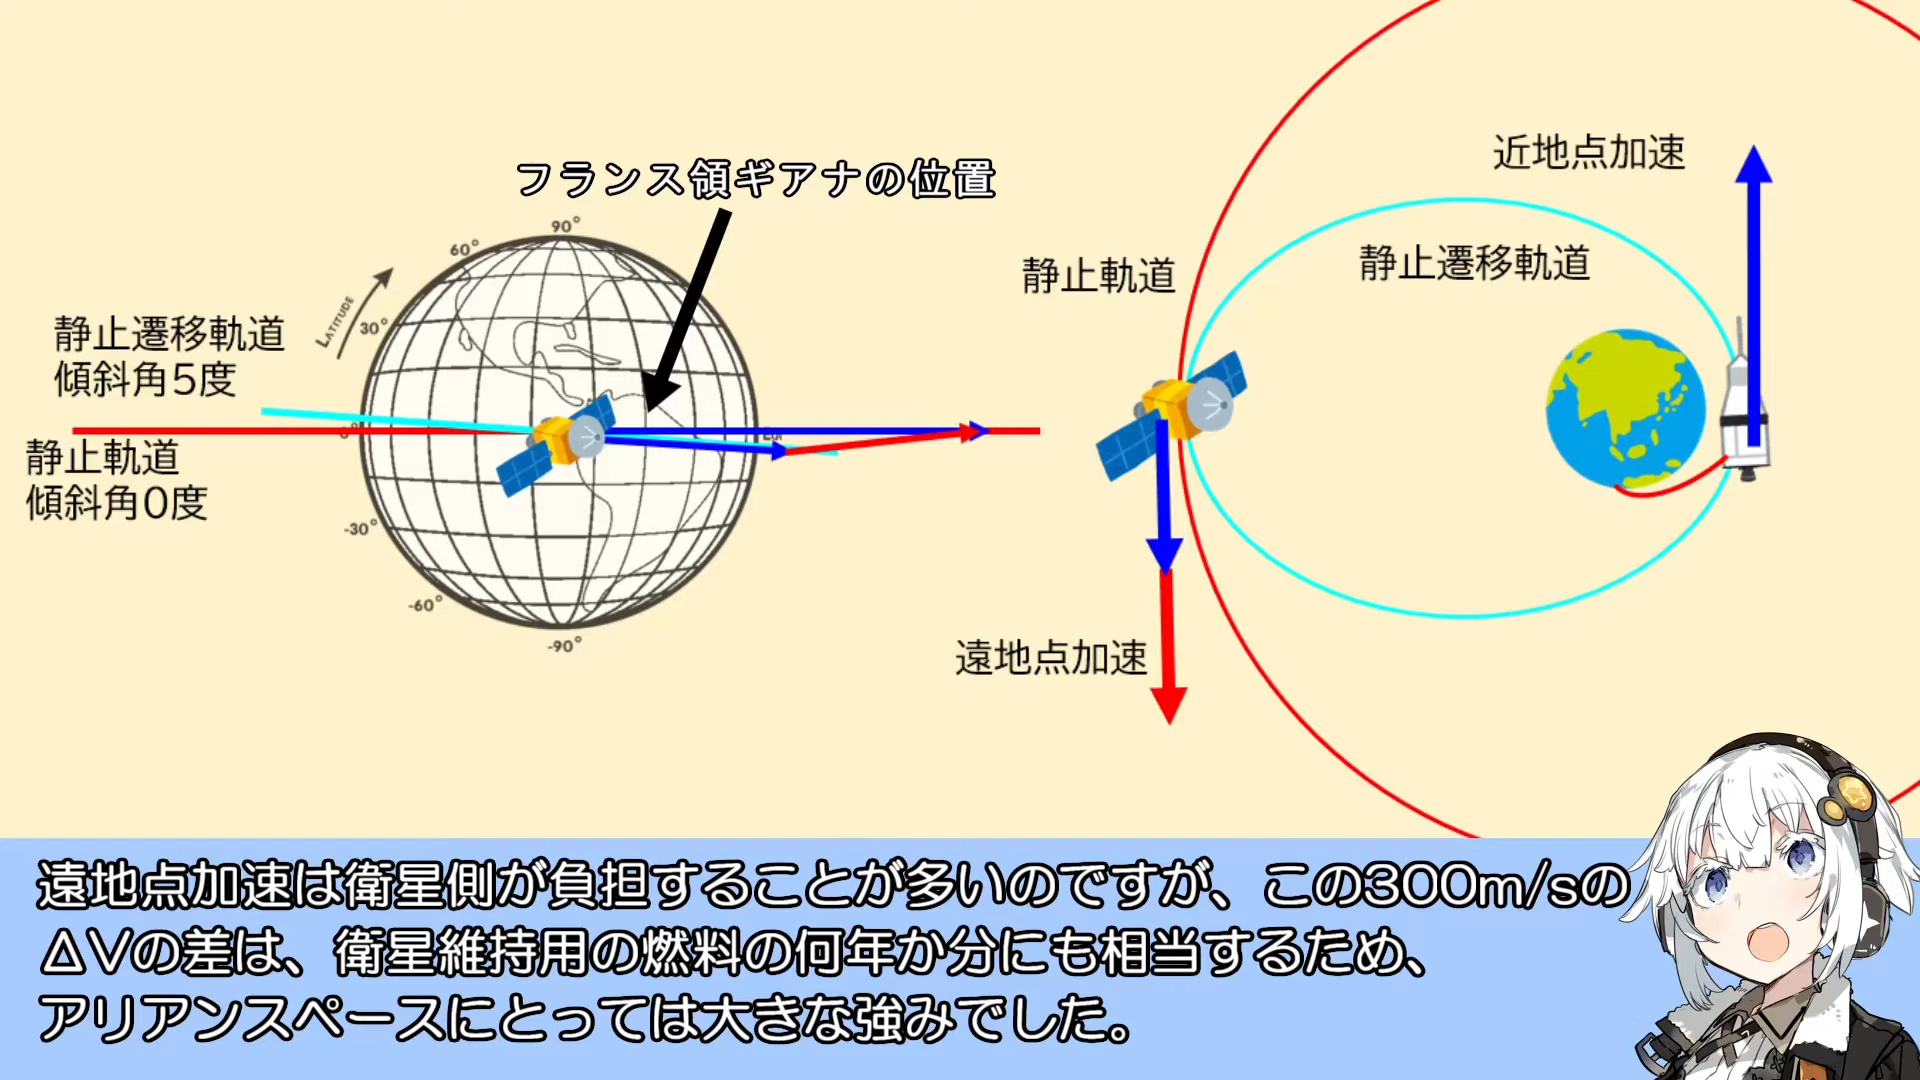 フランス領ギアナの位置
近地点加速
静止軌道
静止遷移軌道
静止遷移軌道
傾斜角5度
静止軌道
傾斜角0度
90°
60°
30°
LATITUDE
0°
-30°
-60°
-90°
遠地点加速
遠地点加速は衛星側が負担することが多いのですが、この300m/sの
ΔVの差は、衛星維持用の燃料の何年か分にも相当するため、
アリアンスペースにとっては大きな強みでした。